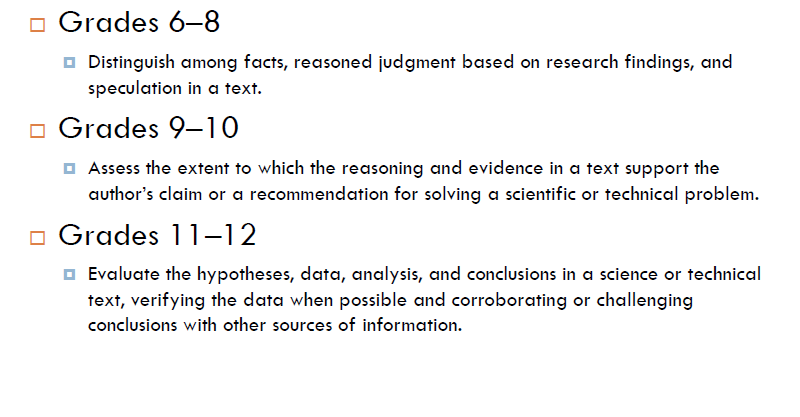 Grades 6–8
Distinguish among facts, reasoned judgment based on research findings, and
speculation in a text.
Grades 9–10
Assess the extent to which the reasoning and evidence in a text support the
author’s claim or a recommendation for solving a scientific or technical problem.
Grades 11–12
Evaluate the hypotheses, data, analysis, and conclusions in a science or technical
text, verifying the data when possible and corroborating or challenging
conclusions with other sources of information.